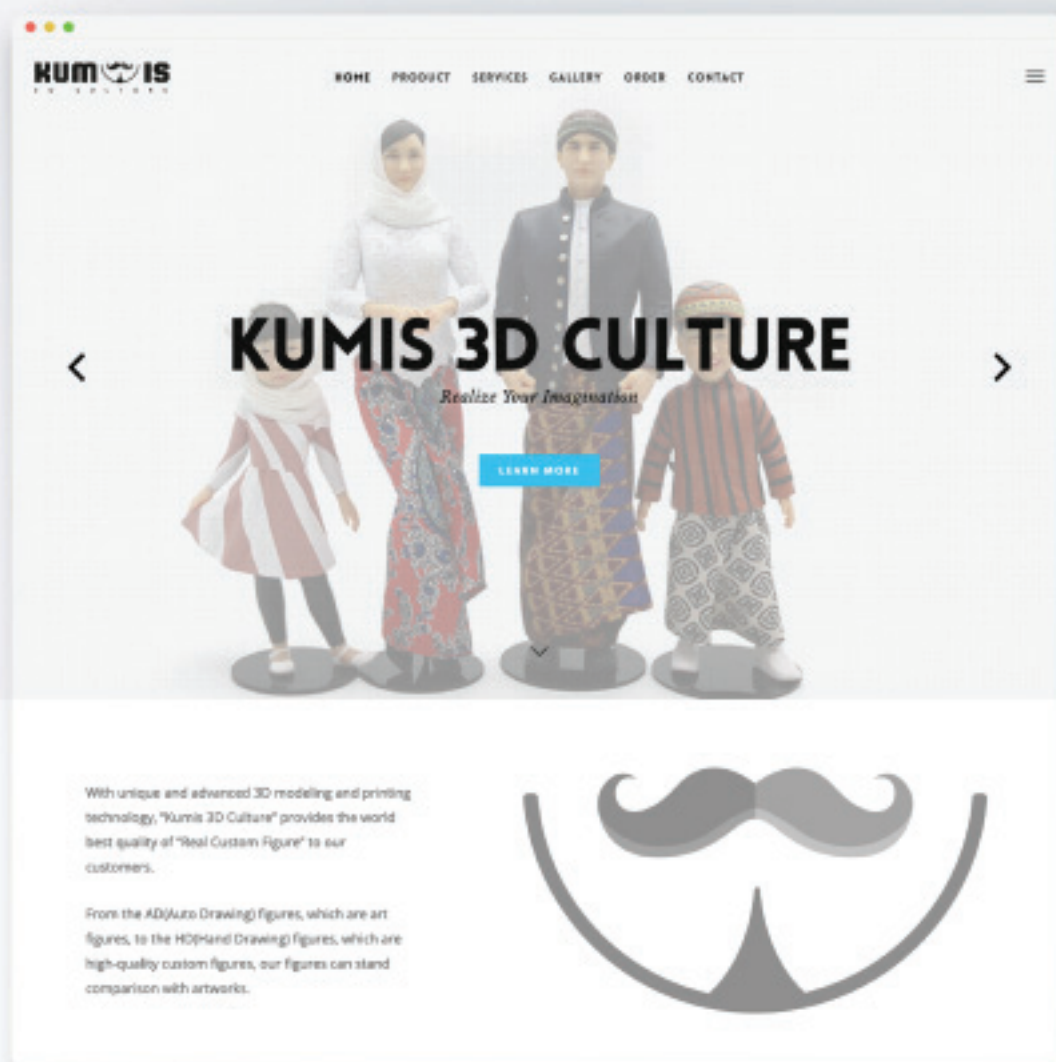 KUMIS
3D CULTURE
HOME PRODUCT SERVICES GALLERY ORDER CONTACT
KUMIS 3D CULTURE
Realize Your Imagination
LEARN MORE
With unique and advanced 3D modeling and printing
technology, "Kumis 3D Culture" provides the world
best quality of "Real Custom Figure" to our
customers.
From the AD(Auto Drawing) figures, which are art
figures, to the HD(Hand Drawing) figures, which are
high-quality custom figures, our figures can stand
comparison with artworks.